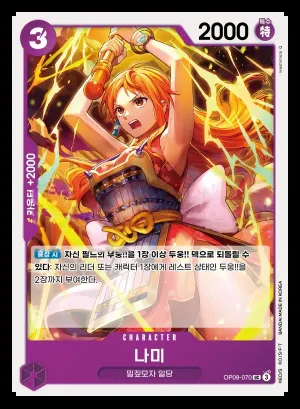 3
2000
특수
特
카운터 +2000
등장 시 자신 필드의 두웅!!을 1장 이상 두웅!! 덱으로 되돌릴 수
있다: 자신의 리더 또는 캐릭터 1장에게 레스트 상태인 두웅!!을
2장까지 부여한다.
CHARACTER
나미
밀짚모자 일당
OP09-070 UC 3
BANDAI MADE IN KOREA